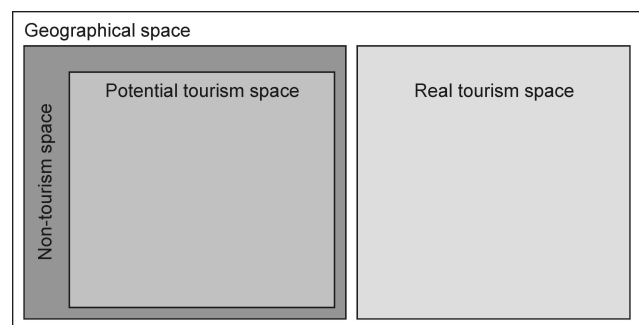 Geographical space
Non-tourism space
Potential tourism space
Real tourism space